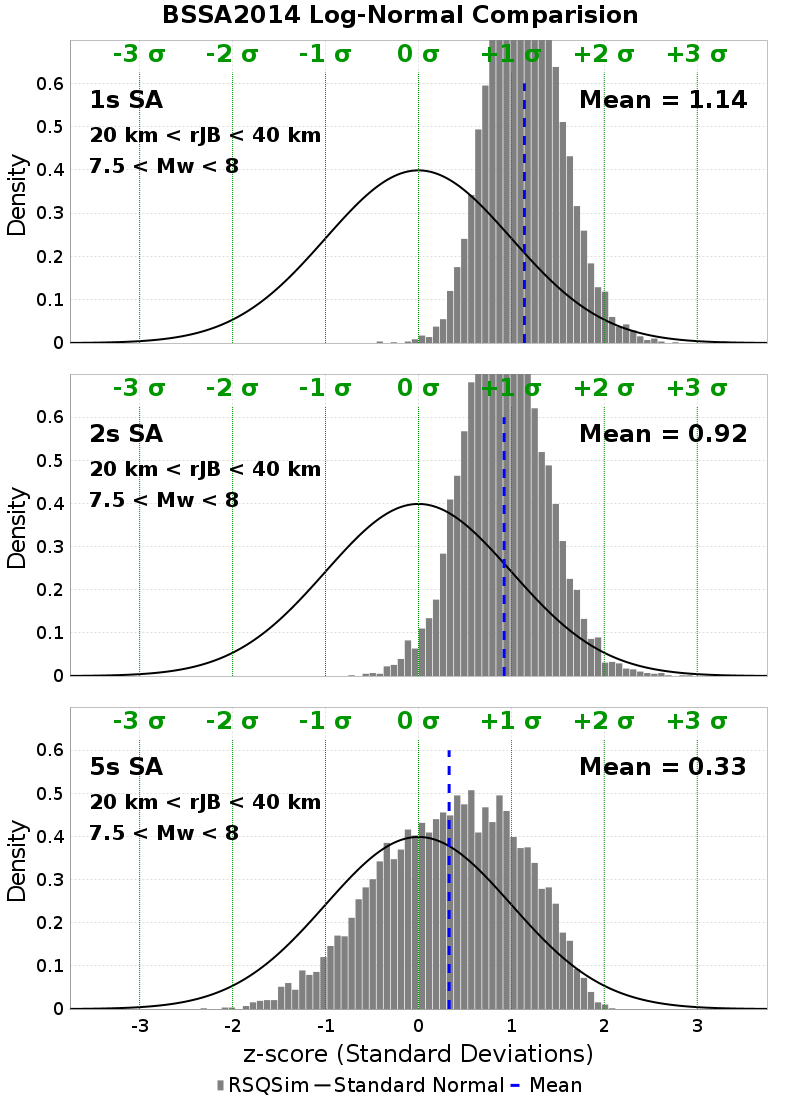 BSSA2014 Log-Normal Comparision
-3 σ -2 σ -1 σ 0 σ +1 σ +2 σ +3 σ
0.6
1s SA Mean = 1.14
0.5
20 km < rJB < 40 km
7.5 < Mw < 8
0.4
0.3
0.2
0.1
0
Density
-3 σ -2 σ -1 σ 0 σ +1 σ +2 σ +3 σ
0.6
2s SA Mean = 0.92
0.5
20 km < rJB < 40 km
7.5 < Mw < 8
0.4
0.3
0.2
0.1
0
Density
-3 σ -2 σ -1 σ 0 σ +1 σ +2 σ +3 σ
0.6
5s SA Mean = 0.33
0.5
20 km < rJB < 40 km
7.5 < Mw < 8
0.4
0.3
0.2
0.1
0
Density
-3 -2 -1 0 1 2 3
z-score (Standard Deviations)
RSQSim Standard Normal Mean